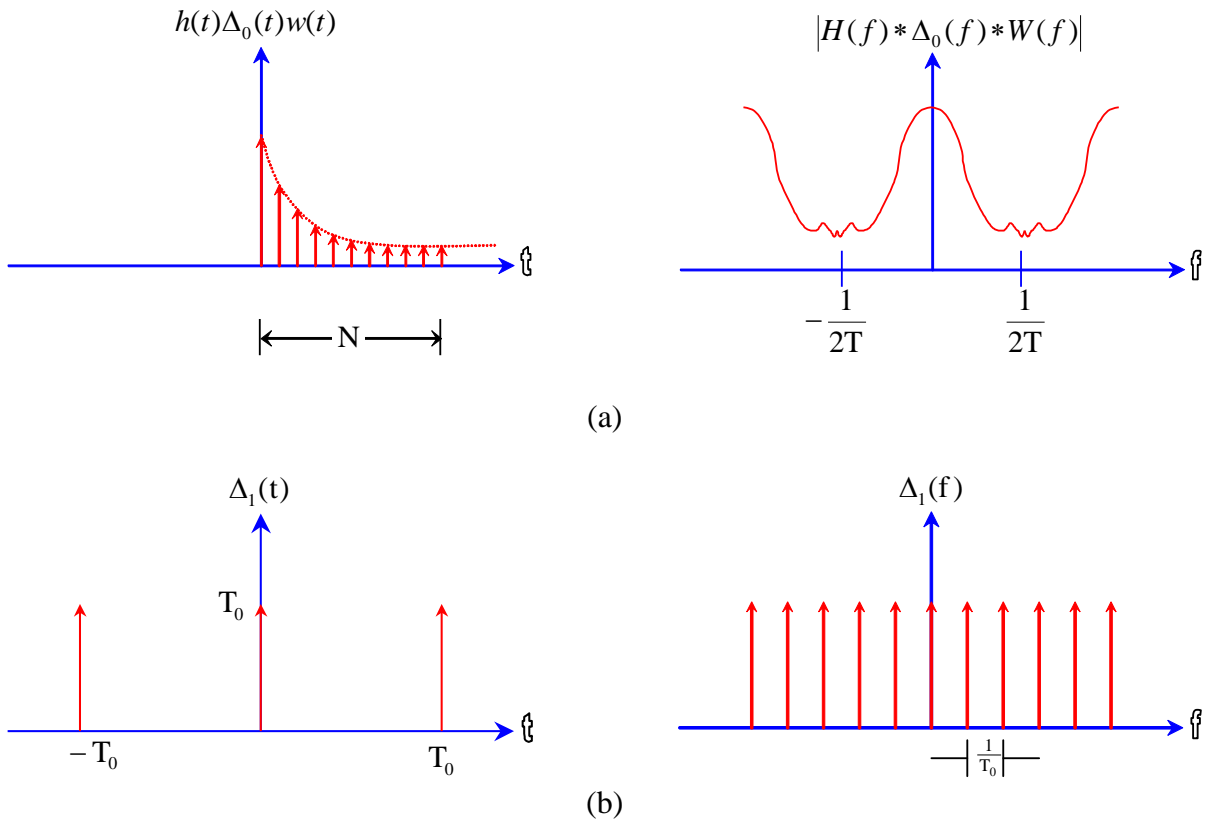 h(t)Δ₀(t)w(t)
|H(f)∗Δ₀(f)∗W(f)|
t
f
N
−1/2T
1/2T
(a)
Δ₁(t)
Δ₁(f)
T₀
t
f
−T₀
T₀
1/T₀
(b)